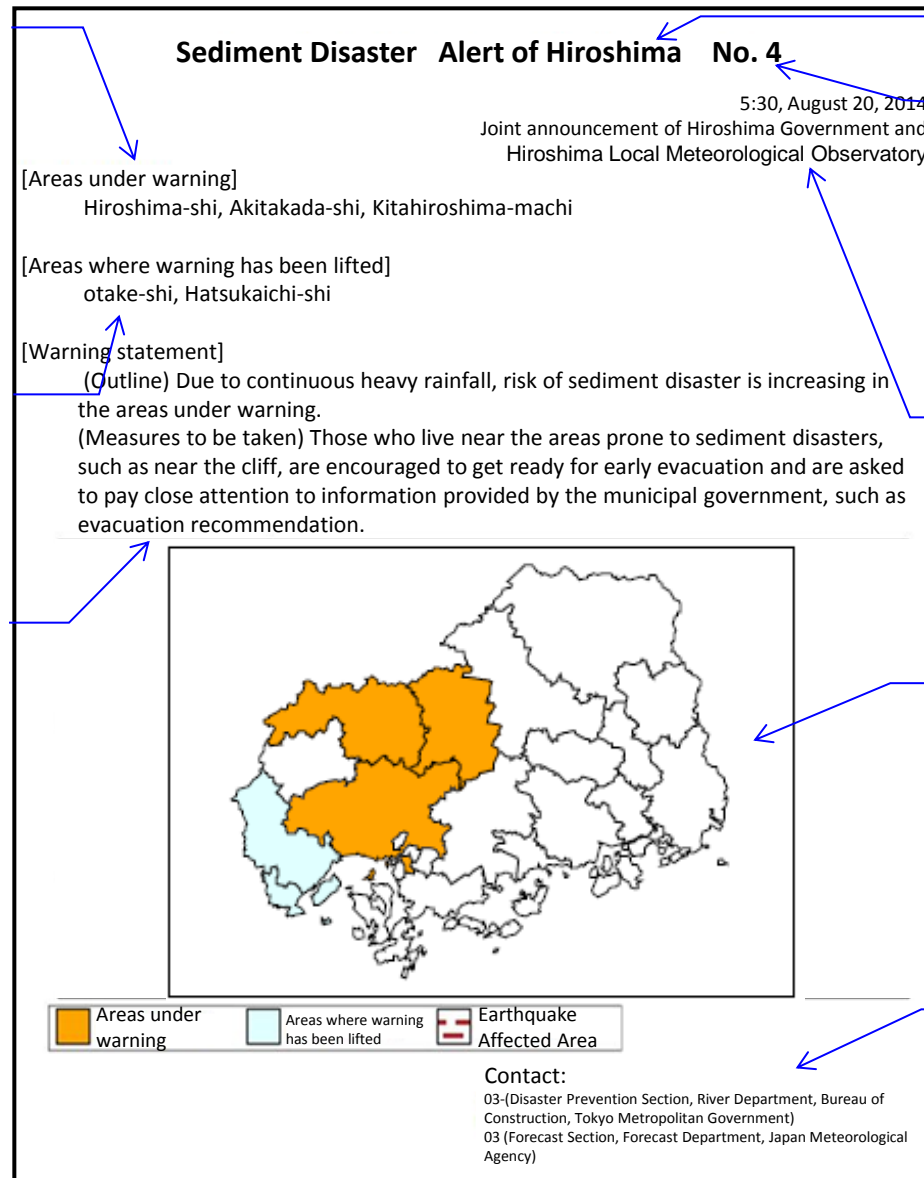 Sediment Disaster Alert of Hiroshima No. 4
5:30, August 20, 2014
Joint announcement of Hiroshima Government and
Hiroshima Local Meteorological Observatory
[Areas under warning]
Hiroshima-shi, Akitakada-shi, Kitahiroshima-machi
[Areas where warning has been lifted]
otake-shi, Hatsukaichi-shi
[Warning statement]
(Outline) Due to continuous heavy rainfall, risk of sediment disaster is increasing in
the areas under warning.
(Measures to be taken) Those who live near the areas prone to sediment disasters,
such as near the cliff, are encouraged to get ready for early evacuation and are asked
to pay close attention to information provided by the municipal government, such as
evacuation recommendation.
Areas under
warning
Areas where warning
has been lifted
Earthquake
Affected Area
Contact:
03-(Disaster Prevention Section, River Department, Bureau of
Construction, Tokyo Metropolitan Government)
03 (Forecast Section, Forecast Department, Japan Meteorological
Agency)